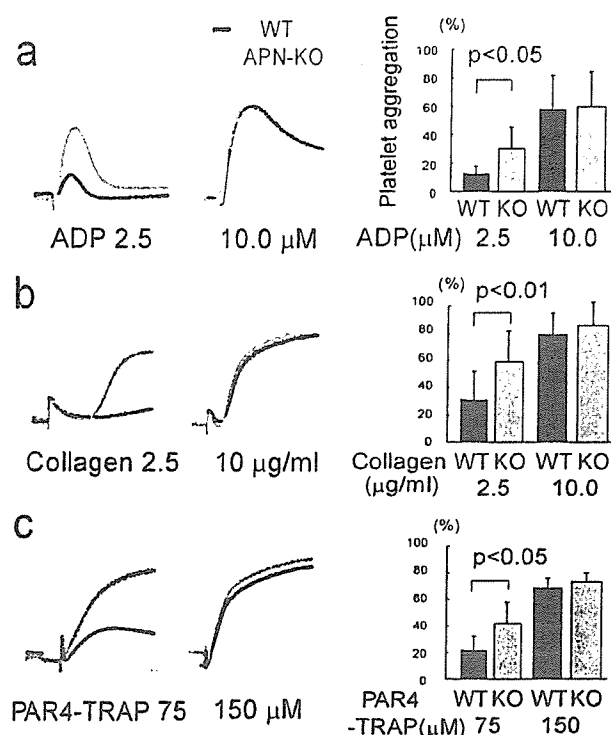 WT
APN-KO
a
ADP 2.5 10.0 μM
Platelet aggregation
(%)
100
80
60
40
20
0
p<0.05
WT KO WT KO
ADP(μM) 2.5 10.0
b
Collagen 2.5 10 μg/ml
(%)
100
80
60
40
20
0
p<0.01
Collagen WT KO WT KO
(μg/ml) 2.5 10.0
c
PAR4-TRAP 75 150 μM
(%)
100
80
60
40
20
0
p<0.05
PAR4 WT KO WT KO
-TRAP(μM) 75 150